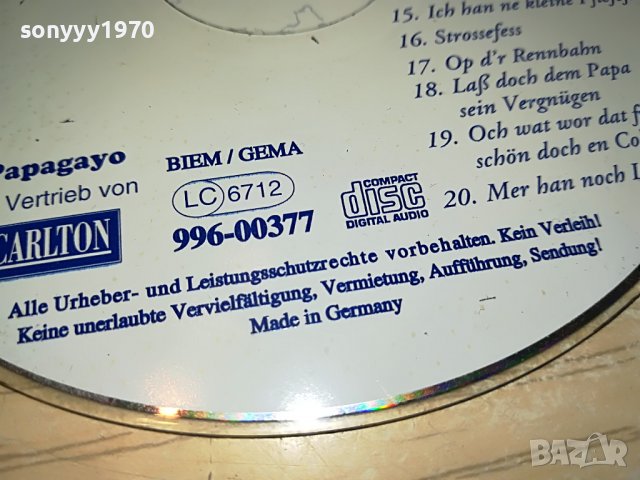 sonyyy1970
15. Ich han ne kleine
16. Strossefess
17. Op d'r Rennbahn
18. Laß doch dem Papa
sein Vergnügen
19. Och wat wor dat f
schön doch en Co
20. Mer han noch L
Papagayo
Vertrieb von
CARLTON
BIEM / GEMA
LC 6712
996-00377
COMPACT
disc
DIGITAL AUDIO
Alle Urheber- und Leistungsschutzrechte vorbehalten. Kein Verleih!
Keine unerlaubte Vervielfältigung, Vermietung, Aufführung, Sendung!
Made in Germany
BAZAR